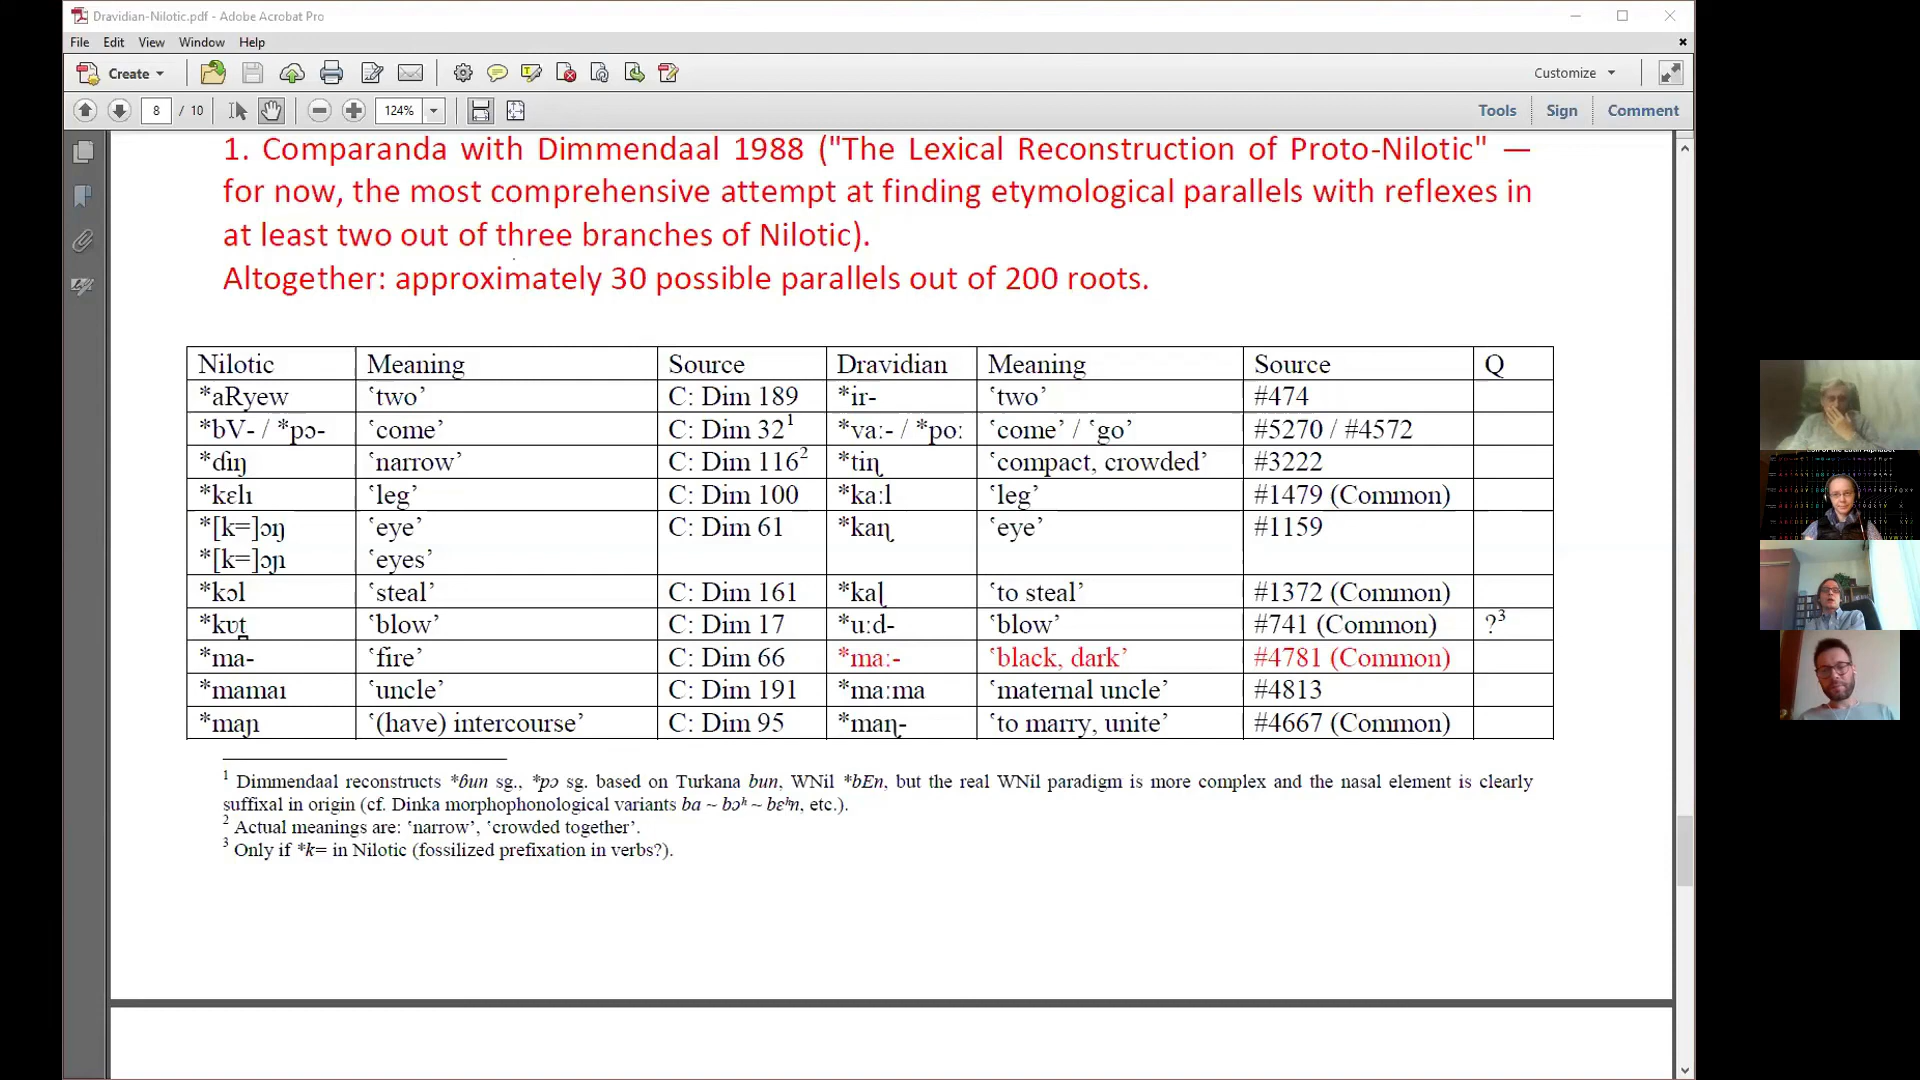 Dravidian-Nilotic.pdf - Adobe Acrobat Pro
File Edit View Window Help
Create Customize
8 / 10 124% Tools Sign Comment
1. Comparanda with Dimmendaal 1988 ("The Lexical Reconstruction of Proto-Nilotic" —
for now, the most comprehensive attempt at finding etymological parallels with reflexes in
at least two out of three branches of Nilotic).
Altogether: approximately 30 possible parallels out of 200 roots.
Nilotic Meaning Source Dravidian Meaning Source Q
*aRyew ‘two’ C: Dim 189 *ir- ‘two’ #474
*bV- / *pɔ- ‘come’ C: Dim 32¹ *va:- / *po: ‘come’ / ‘go’ #5270 / #4572
*ɗɪŋ ‘narrow’ C: Dim 116² *tiɳ ‘compact, crowded’ #3222
*kɛlɪ ‘leg’ C: Dim 100 *ka:l ‘leg’ #1479 (Common)
*[k=]ɔŋ ‘eye’ C: Dim 61 *kaɳ ‘eye’ #1159
*[k=]ɔɲ ‘eyes’
*kɔl ‘steal’ C: Dim 161 *kaɭ ‘to steal’ #1372 (Common)
*kʊt̪ ‘blow’ C: Dim 17 *u:d- ‘blow’ #741 (Common) ?³
*ma- ‘fire’ C: Dim 66 *ma:- ‘black, dark’ #4781 (Common)
*mamaɪ ‘uncle’ C: Dim 191 *ma:ma ‘maternal uncle’ #4813
*maɲ ‘(have) intercourse’ C: Dim 95 *maɳ- ‘to marry, unite’ #4667 (Common)
¹ Dimmendaal reconstructs *ɓun sg., *pɔ sg. based on Turkana bun, WNil *bEn, but the real WNil paradigm is more complex and the nasal element is clearly
suffixal in origin (cf. Dinka morphophonological variants ba ~ bɔʰ ~ bɛʰn, etc.).
² Actual meanings are: ‘narrow’, ‘crowded together’.
³ Only if *k= in Nilotic (fossilized prefixation in verbs?).